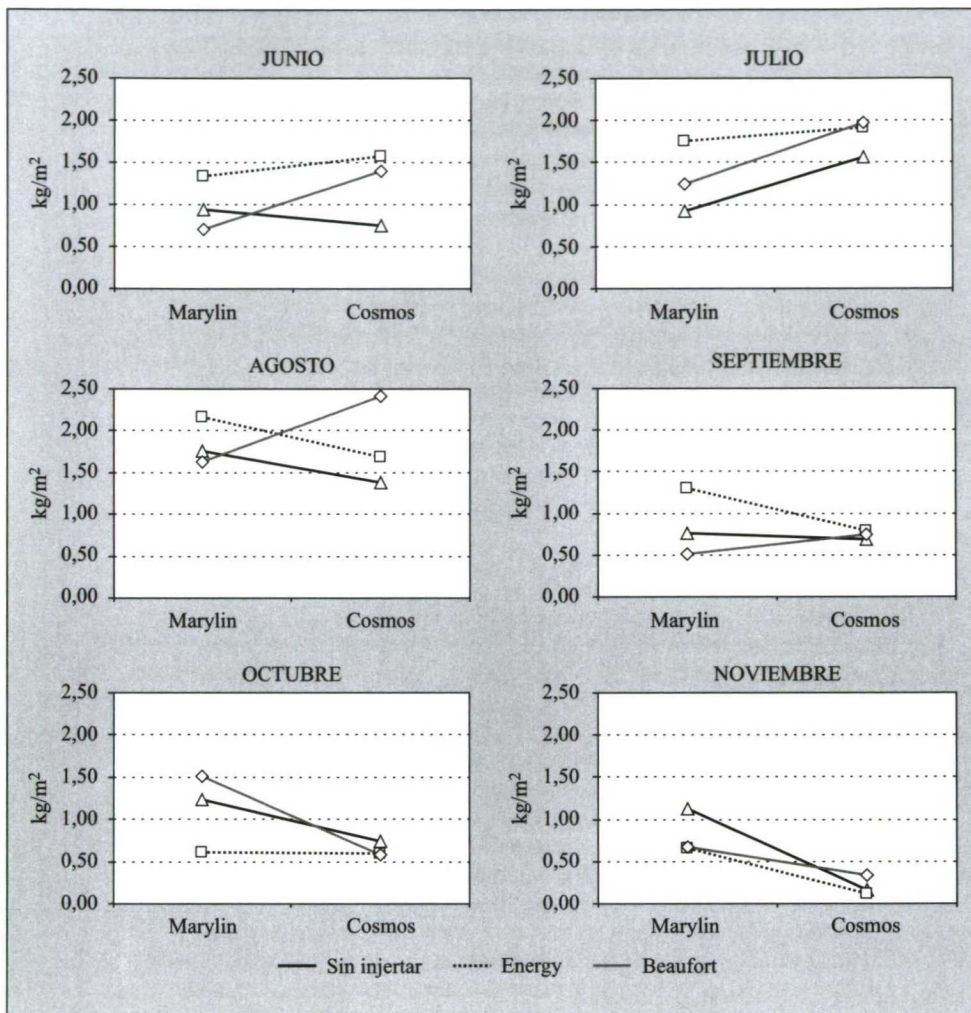 JUNIO
kg/m²
2,50
2,00
1,50
1,00
0,50
0,00
Marylin Cosmos
JULIO
kg/m²
2,50
2,00
1,50
1,00
0,50
0,00
Marylin Cosmos
AGOSTO
kg/m²
2,50
2,00
1,50
1,00
0,50
0,00
Marylin Cosmos
SEPTIEMBRE
kg/m²
2,50
2,00
1,50
1,00
0,50
0,00
Marylin Cosmos
OCTUBRE
kg/m²
2,50
2,00
1,50
1,00
0,50
0,00
Marylin Cosmos
NOVIEMBRE
kg/m²
2,50
2,00
1,50
1,00
0,50
0,00
Marylin Cosmos
Sin injertar Energy Beaufort